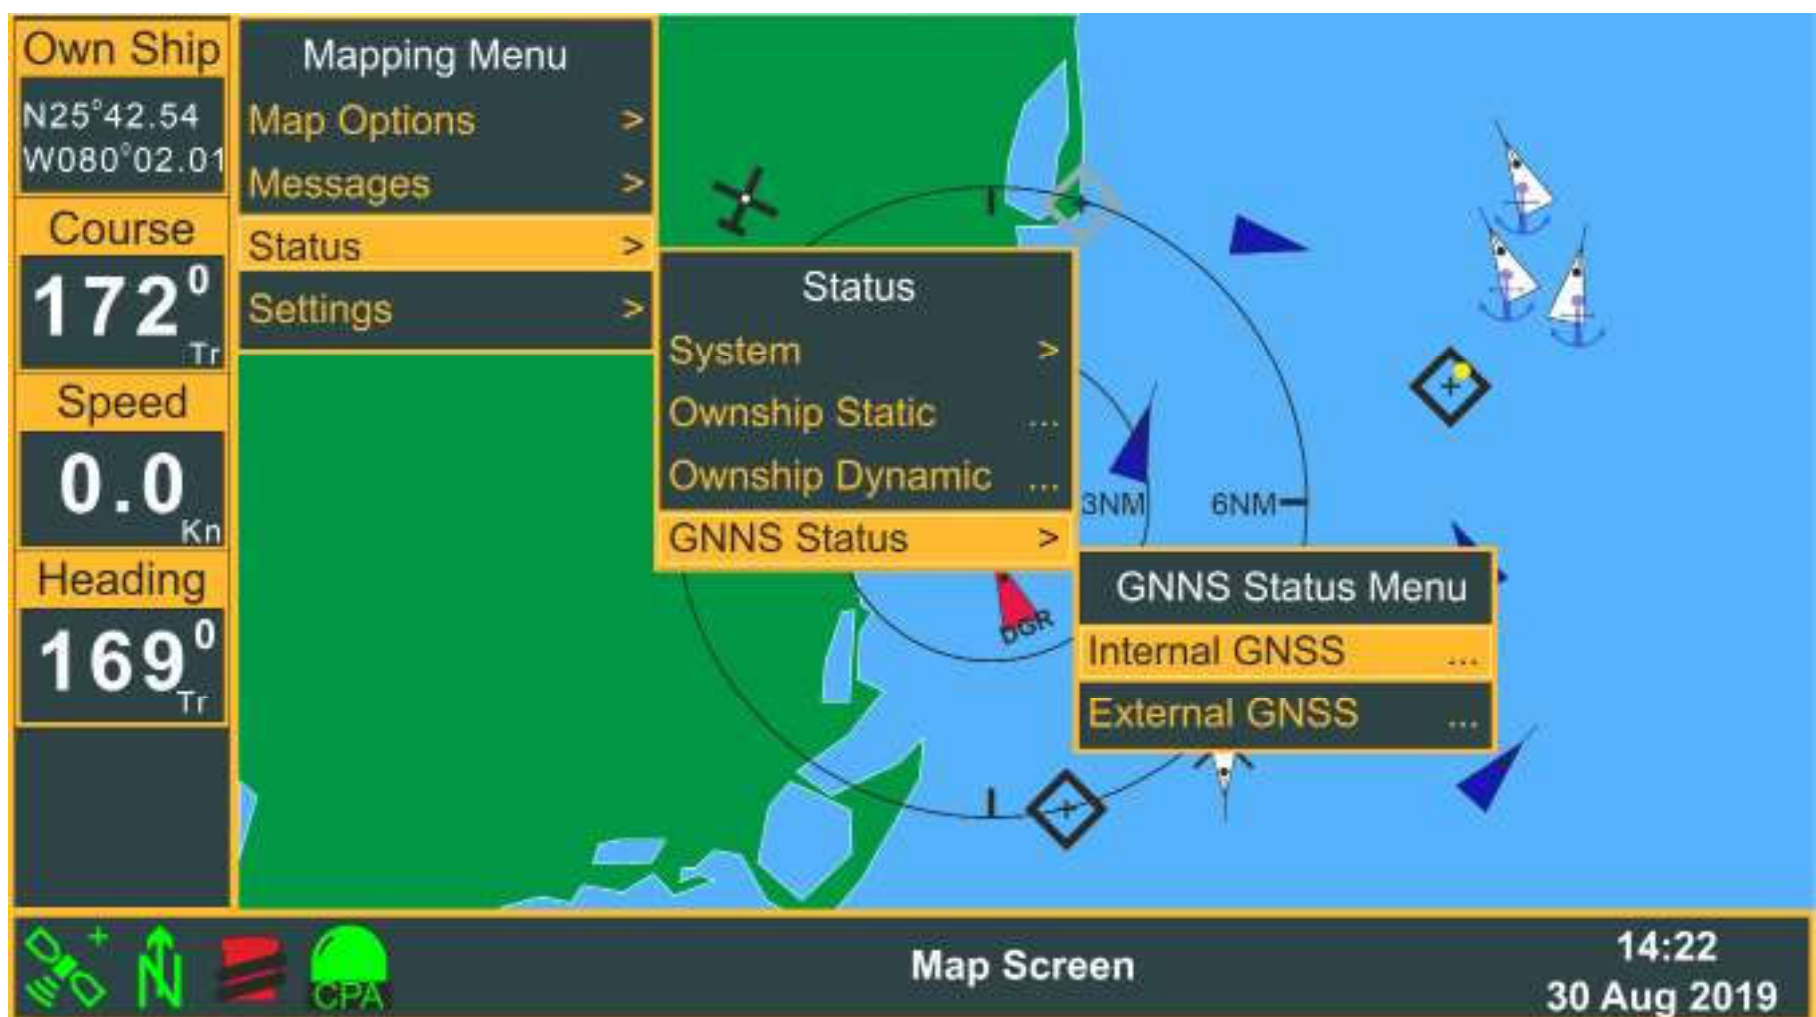 Own Ship
N25°42.54
W080°02.01
Course
172°
Tr
Speed
0.0
Kn
Heading
169°
Tr
Mapping Menu
Map Options >
Messages >
Status >
Settings >
Status
System >
Ownship Static ...
Ownship Dynamic ...
GNNS Status >
GNNS Status Menu
Internal GNSS ...
External GNSS ...
3NM
6NM
DGR
N
CPA
Map Screen
14:22
30 Aug 2019